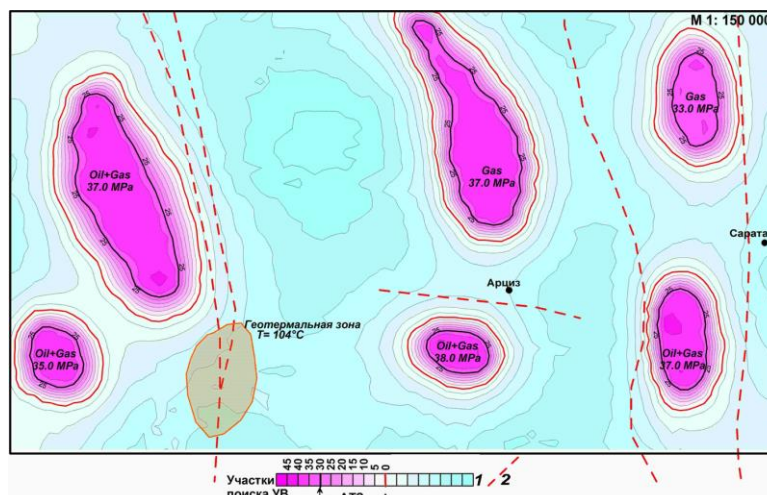 М 1: 150 000
Gas
33.0 MPa
Oil+Gas
37.0 MPa
Gas
37.0 MPa
Сарата
Арциз
Геотермальная зона
T= 104°C
Oil+Gas
35.0 MPa
Oil+Gas
38.0 MPa
Oil+Gas
37.0 MPa
45 40 35 30 25 20 15 10 5 0
Участки 1 2
поиска УВ